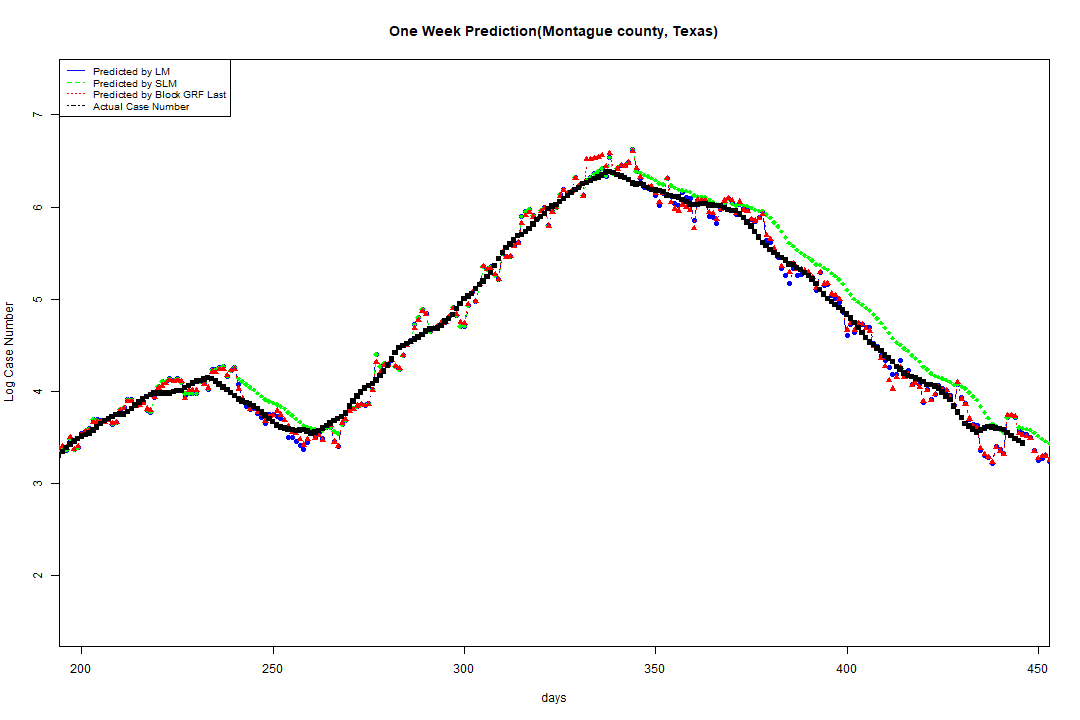 One Week Prediction(Montague county, Texas)
Predicted by LM
Predicted by SLM
Predicted by Block GRF Last
Actual Case Number
Log Case Number
7
6
5
4
3
2
200 250 300 350 400 450
days